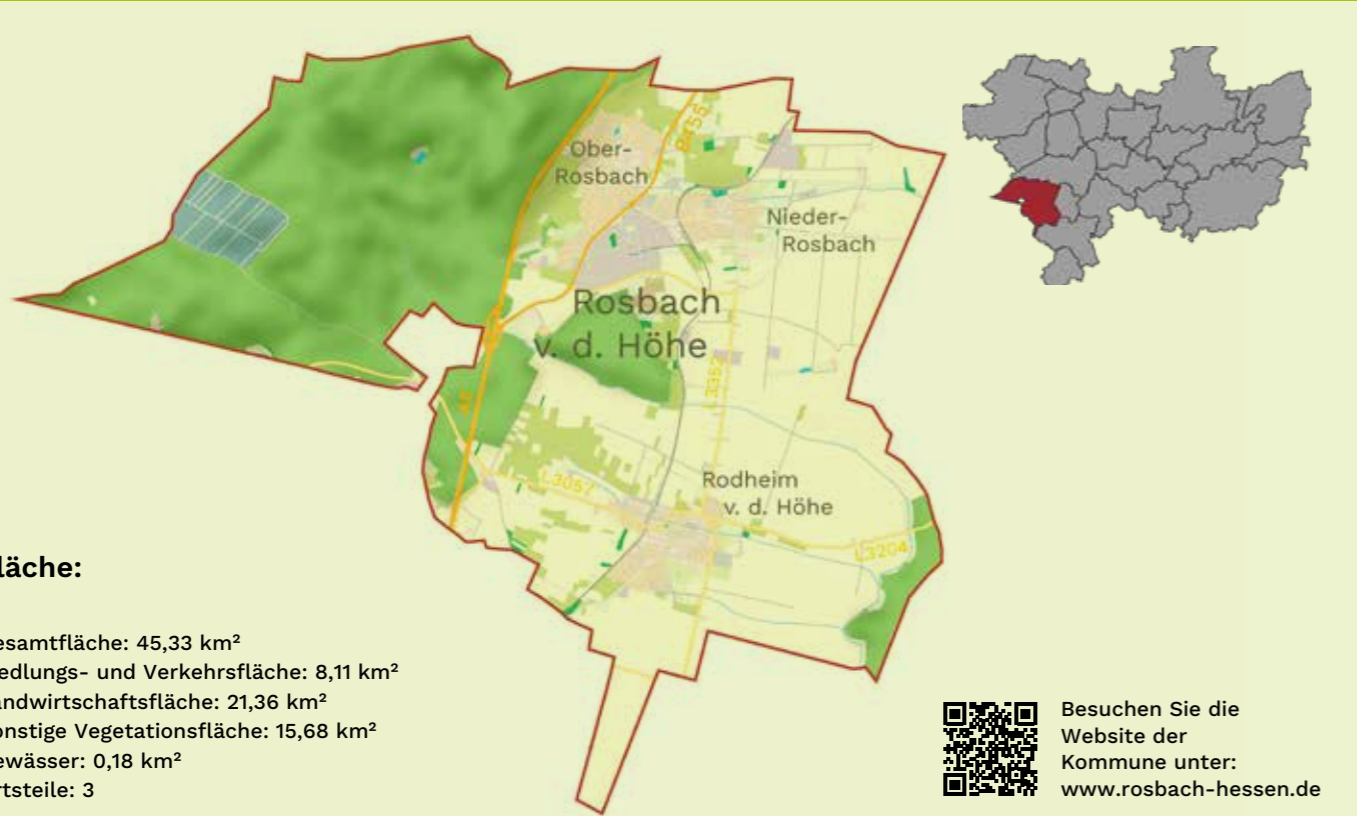 Ober-
Rosbach
B455
Nieder-
Rosbach
Rosbach
v. d. Höhe
L3352
A5
L3057
Rodheim
v. d. Höhe
L3204
läche:
esamtfläche: 45,33 km²
edlungs- und Verkehrsfläche: 8,11 km²
andwirtschaftsfläche: 21,36 km²
onstige Vegetationsfläche: 15,68 km²
ewässer: 0,18 km²
rtsteile: 3
Besuchen Sie die
Website der
Kommune unter:
www.rosbach-hessen.de